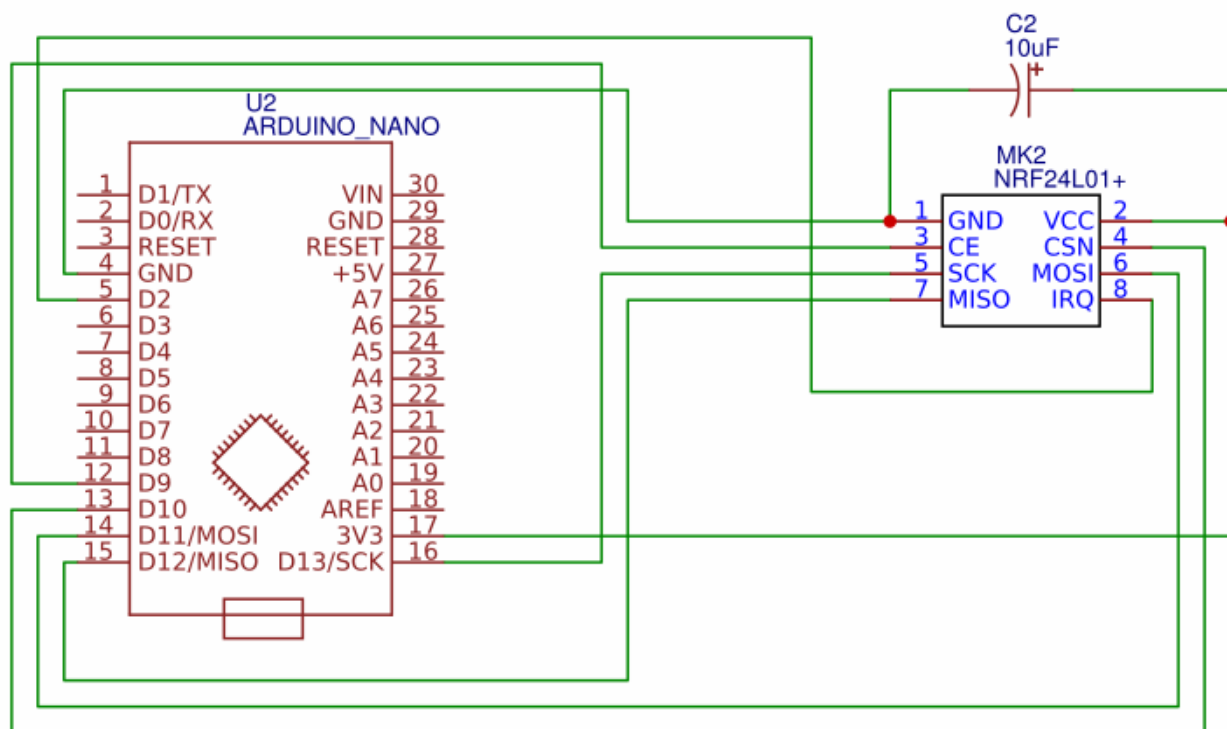 C2
10uF
+
U2
ARDUINO_NANO
MK2
NRF24L01+
1 D1/TX VIN 30
2 D0/RX GND 29
3 RESET RESET 28
4 GND +5V 27
5 D2 A7 26
6 D3 A6 25
7 D4 A5 24
8 D5 A4 23
9 D6 A3 22
10 D7 A2 21
11 D8 A1 20
12 D9 A0 19
13 D10 AREF 18
14 D11/MOSI 3V3 17
15 D12/MISO D13/SCK 16
1 GND VCC 2
3 CE CSN 4
5 SCK MOSI 6
7 MISO IRQ 8